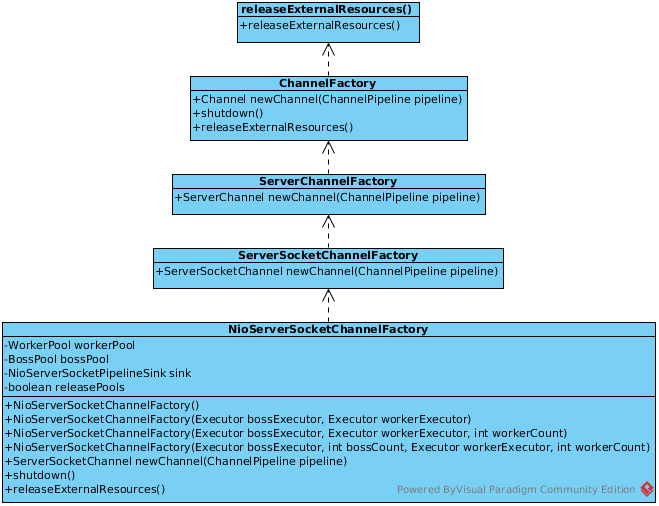 releaseExternalResources()
+releaseExternalResources()
ChannelFactory
+Channel newChannel(ChannelPipeline pipeline)
+shutdown()
+releaseExternalResources()
ServerChannelFactory
+ServerChannel newChannel(ChannelPipeline pipeline)
ServerSocketChannelFactory
+ServerSocketChannel newChannel(ChannelPipeline pipeline)
NioServerSocketChannelFactory
-WorkerPool workerPool
-BossPool bossPool
-NioServerSocketPipelineSink sink
-boolean releasePools
+NioServerSocketChannelFactory()
+NioServerSocketChannelFactory(Executor bossExecutor, Executor workerExecutor)
+NioServerSocketChannelFactory(Executor bossExecutor, Executor workerExecutor, int workerCount)
+NioServerSocketChannelFactory(Executor bossExecutor, int bossCount, Executor workerExecutor, int workerCount)
+ServerSocketChannel newChannel(ChannelPipeline pipeline)
+shutdown()
+releaseExternalResources()
Powered ByVisual Paradigm Community Edition